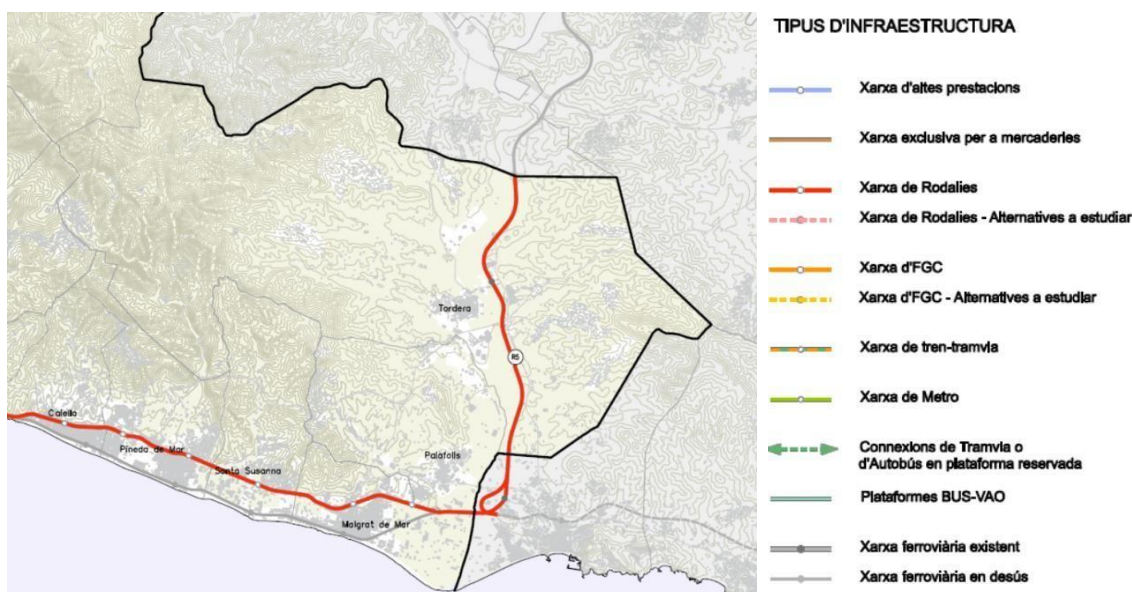 TIPUS D'INFRAESTRUCTURA
Xarxa d'altes prestacions
Xarxa exclusiva per a mercaderies
Xarxa de Rodalies
Xarxa de Rodalies - Alternatives a estudiar
Xarxa d'FGC
Xarxa d'FGC - Alternatives a estudiar
Xarxa de tren-tramvia
Xarxa de Metro
Connexions de Tramvia o
d'Autobús en plataforma reservada
Plataformes BUS-VAO
Xarxa ferroviària existent
Xarxa ferroviària en desús
Tordera
R5
Calella
Pineda de Mar
Palafolls
Santa Susanna
Malgrat de Mar